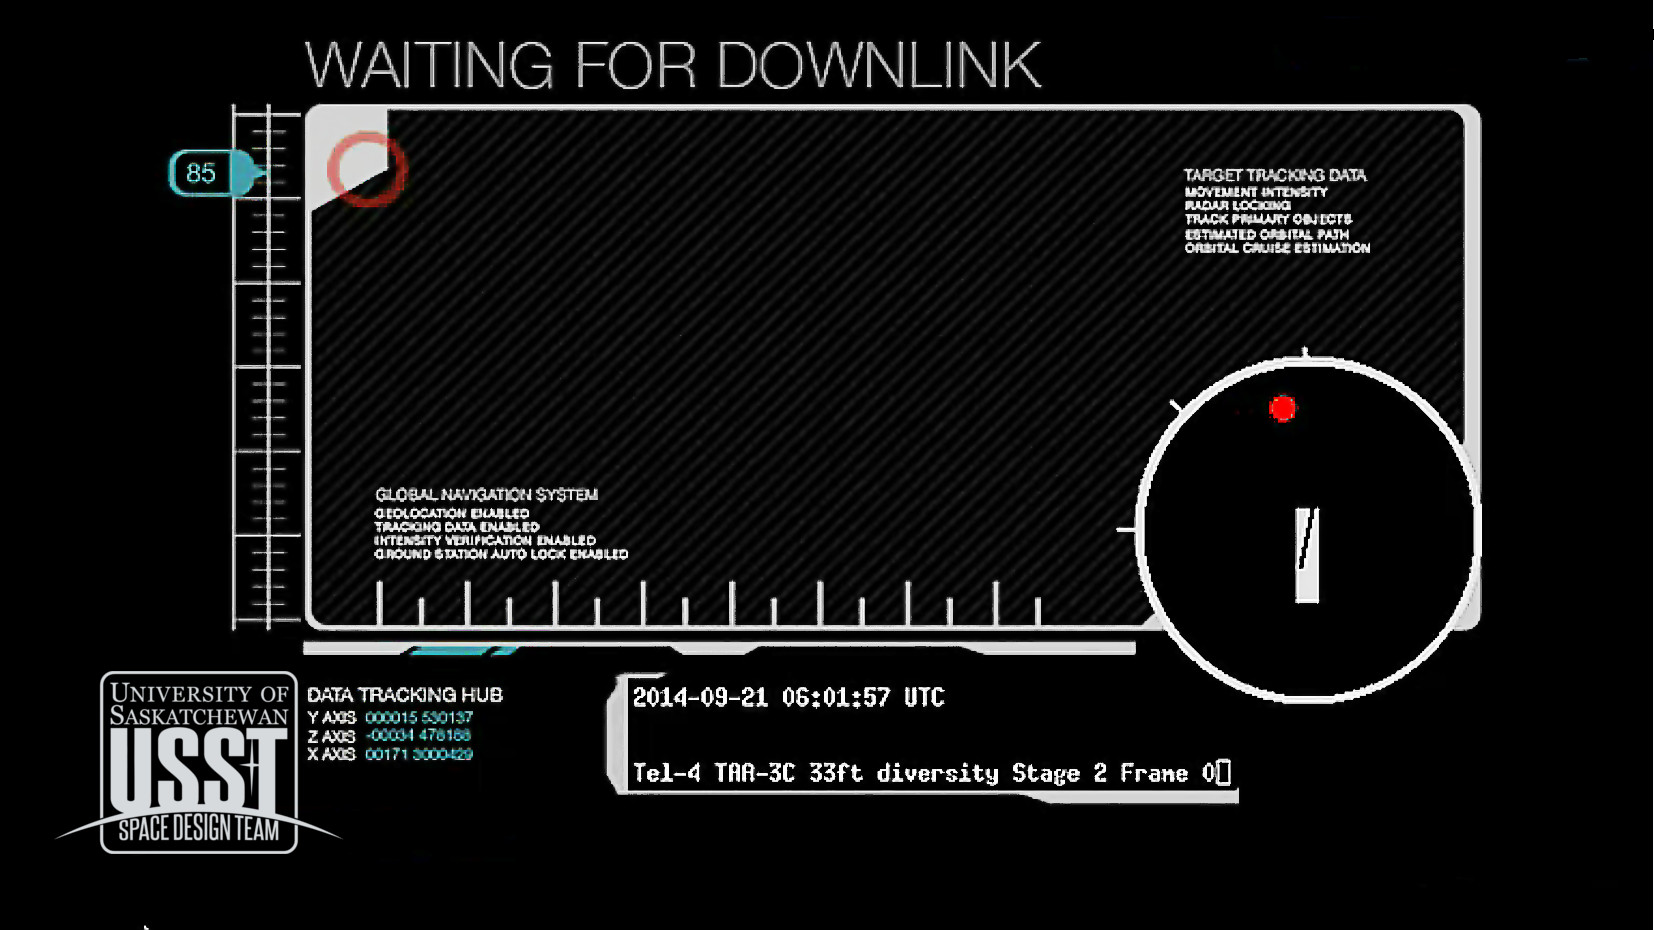 WAITING FOR DOWNLINK
85
TARGET TRACKING DATA
MOVEMENT INTENSITY
RADAR LOCKING
TRACK PRIMARY OBJECTS
ESTIMATED ORBITAL PATH
ORBITAL CRUISE ESTIMATION
GLOBAL NAVIGATION SYSTEM
GEOLOCATION ENABLED
TRACKING DATA ENABLED
INTENSITY VERIFICATION ENABLED
GROUND STATION AUTO LOCK ENABLED
UNIVERSITY OF
SASKATCHEWAN
USST
SPACE DESIGN TEAM
DATA TRACKING HUB
Y AXIS 000015 530137
Z AXIS -00034
X AXIS 00171
2014-09-21 06:01:57 UTC
Tel-4 TAA-3C 33ft diversity Stage 2 Frame 0